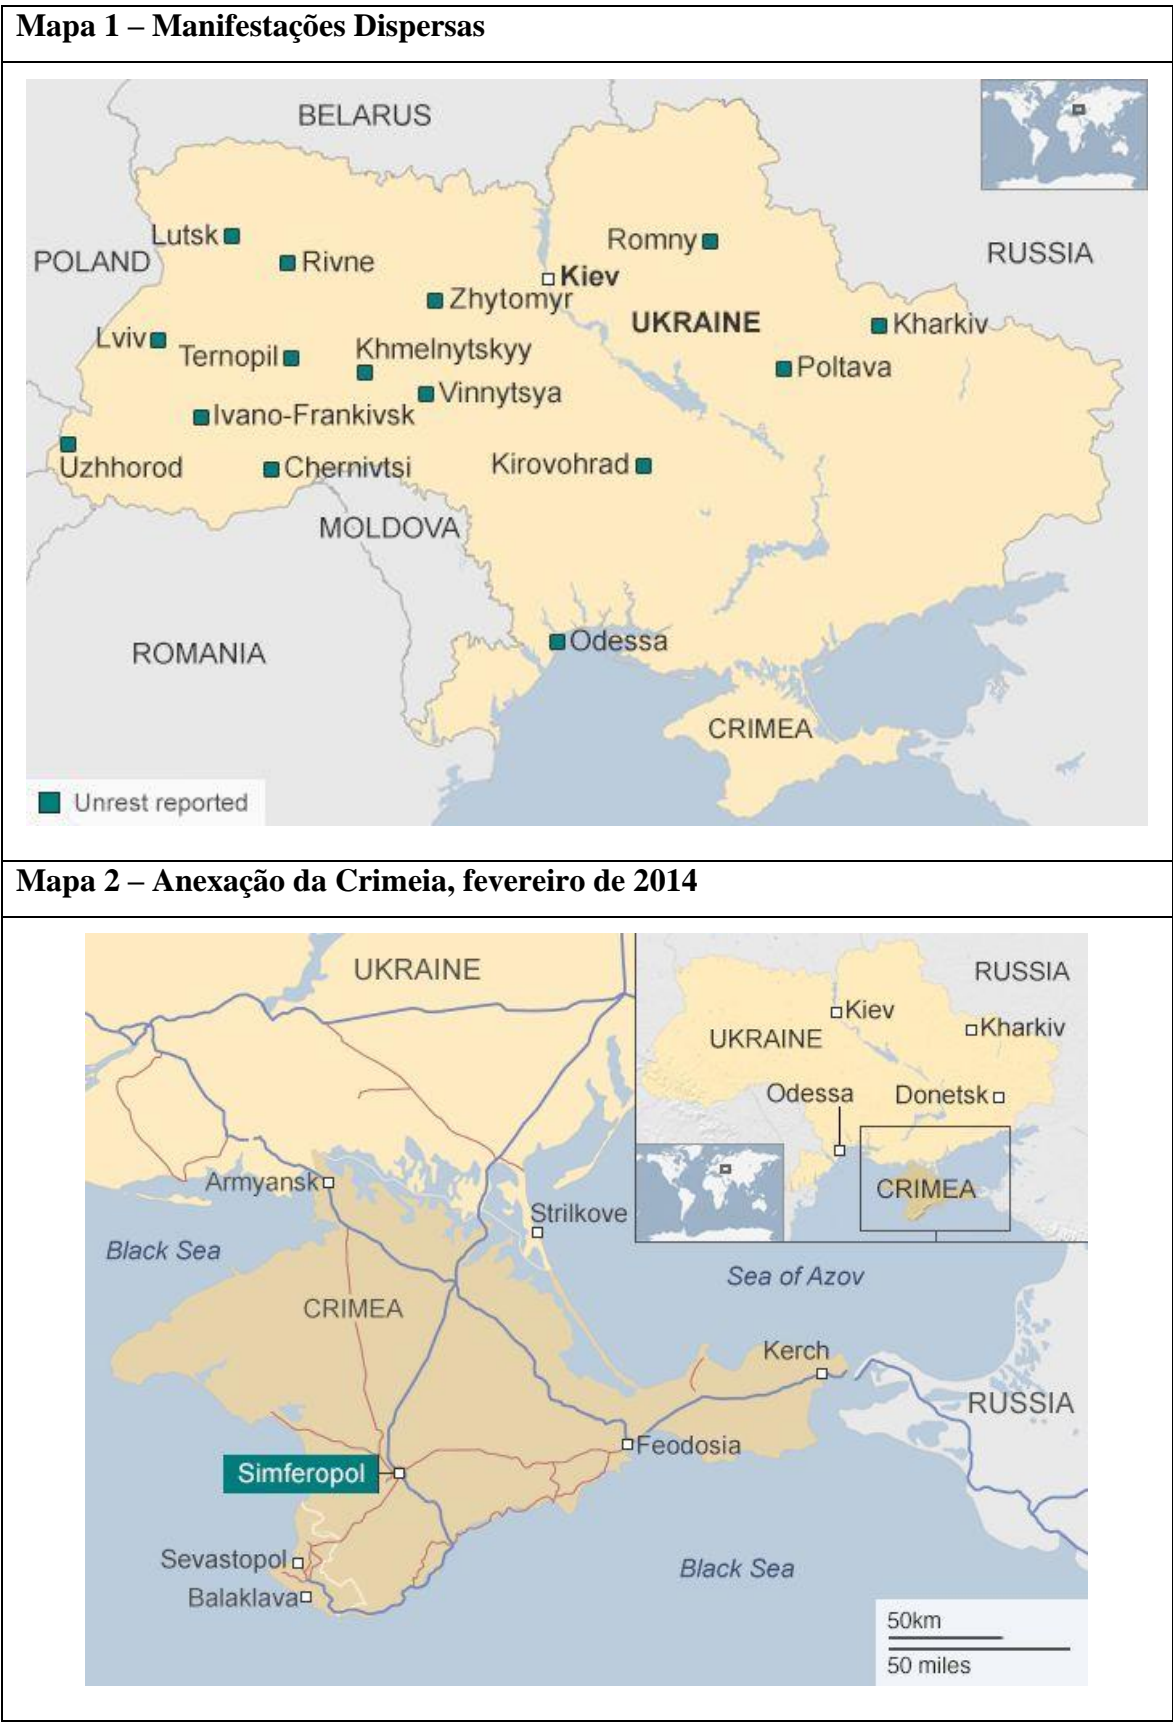 Mapa 1 – Manifestações Dispersas
BELARUS
Lutsk
Romny
POLAND
Rivne
RUSSIA
Kiev
Zhytomyr
UKRAINE
Kharkiv
Lviv
Ternopil
Khmelnytskyy
Poltava
Vinnytsya
Ivano-Frankivsk
Uzhhorod
Chernivtsi
Kirovohrad
MOLDOVA
Odessa
ROMANIA
CRIMEA
Unrest reported
Mapa 2 – Anexação da Crimeia, fevereiro de 2014
UKRAINE
RUSSIA
Kiev
Kharkiv
UKRAINE
Odessa
Donetsk
CRIMEA
Armyansk
Strilkove
Black Sea
Sea of Azov
CRIMEA
Kerch
RUSSIA
Feodosia
Simferopol
Sevastopol
Black Sea
Balaklava
50km
50 miles